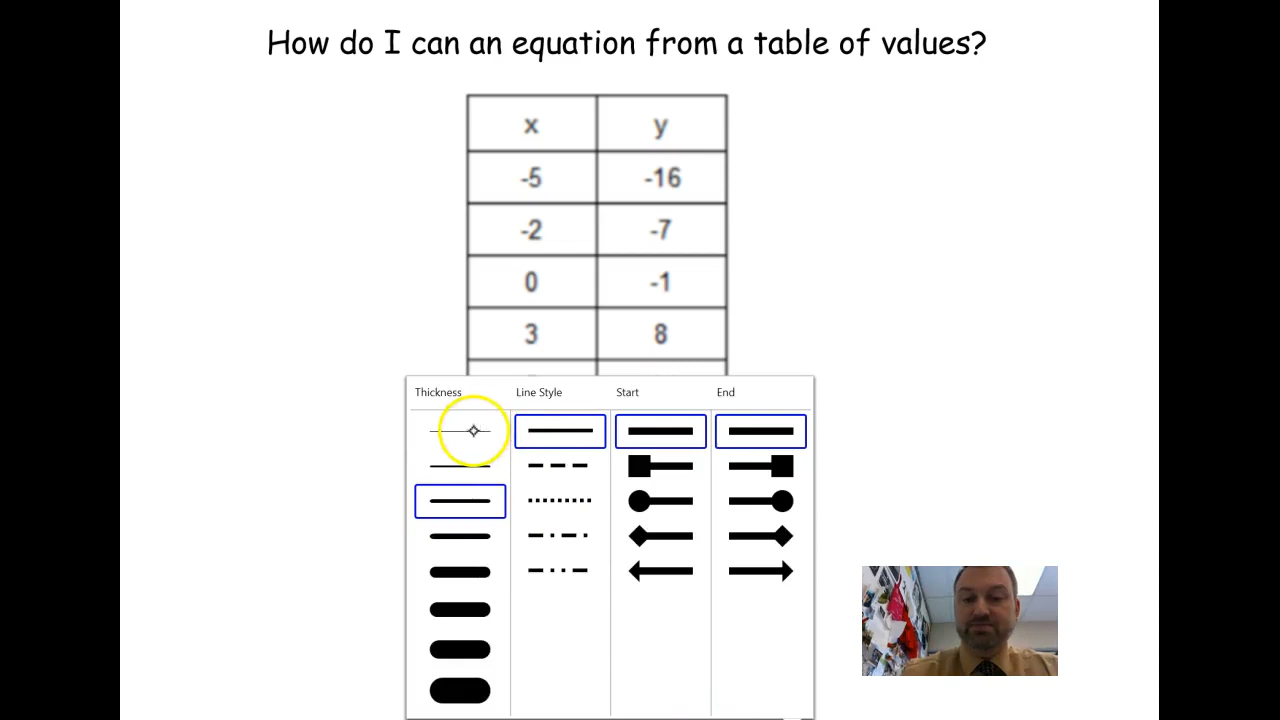 How do I can an equation from a table of values?
x y
-5 -16
-2 -7
0 -1
3 8
Thickness Line Style Start End